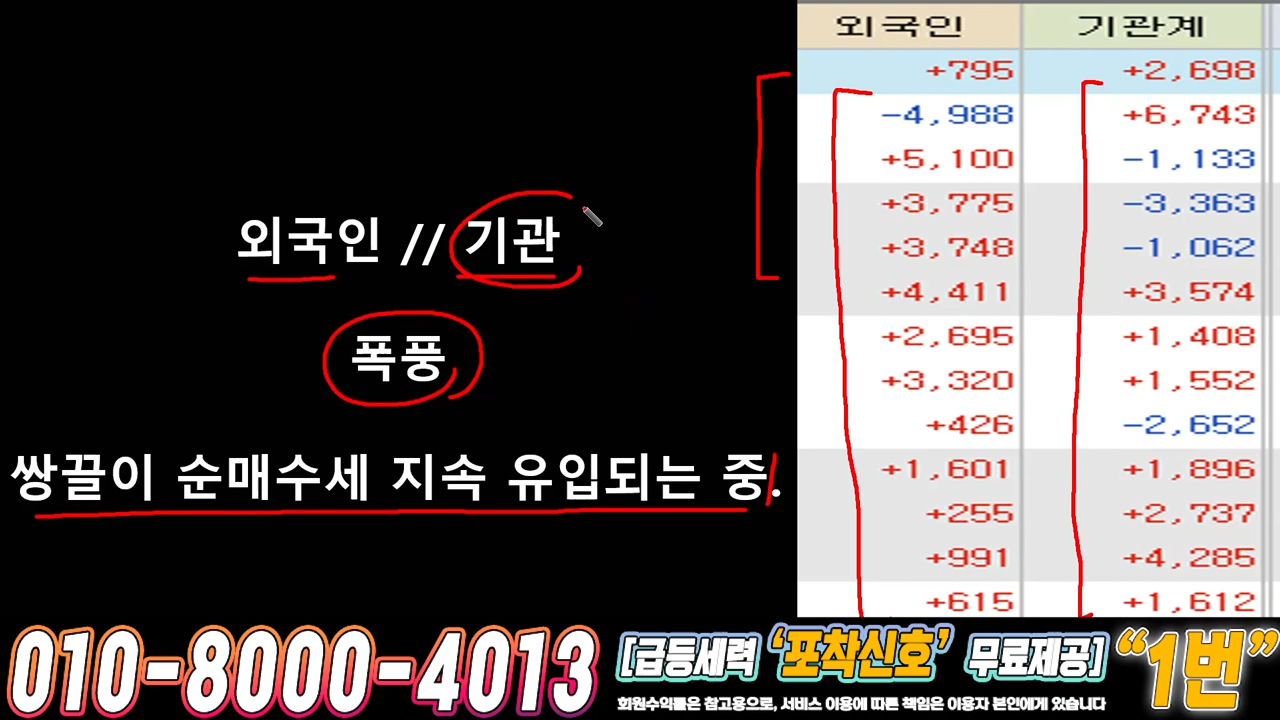 외국인 // 기관
폭풍
쌍끌이 순매수세 지속 유입되는 중.
외국인 기관계
+795 +2,698
-4,988 +6,743
+5,100 -1,133
+3,775 -3,363
+3,748 -1,062
+4,411 +3,574
+2,695 +1,408
+3,320 +1,552
+426 -2,652
+1,601 +1,896
+255 +2,737
+991 +4,285
+615 +1,612
010-8000-4013 [급등세력 '포착신호' 무료제공] "1번"
회원수익률은 참고용으로, 서비스 이용에 따른 책임은 이용자 본인에게 있습니다